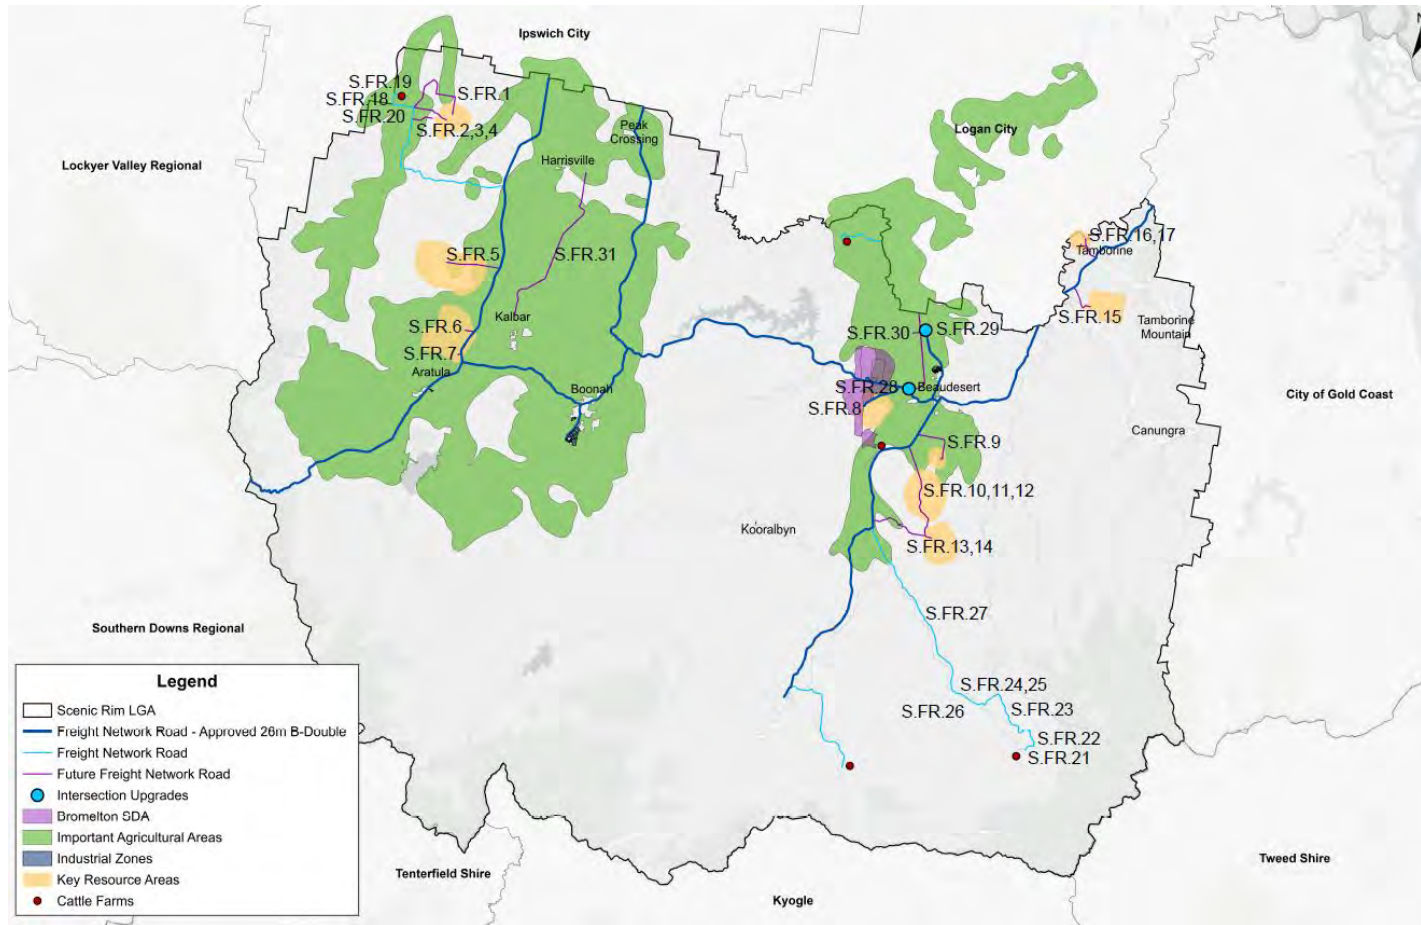 Ipswich City
S.FR.19
S.FR.1
S.FR.18
S.FR.20
S.FR.2,3,4
Peak
Crossing
Logan City
Harrisville
Lockyer Valley Regional
S.FR.5
S.FR.31
S.FR.16,17
Tamborine
Kalbar
S.FR.6
S.FR.7
Aratula
S.FR.30
S.FR.29
S.FR.15
Tamborine
Mountain
Boonah
S.FR.28
Beaudesert
S.FR.8
City of Gold Coast
Canungra
S.FR.9
S.FR.10,11,12
Kooralbyn
S.FR.13,14
S.FR.27
Southern Downs Regional
S.FR.24,25
S.FR.26
S.FR.23
S.FR.22
S.FR.21
Legend
Scenic Rim LGA
Freight Network Road - Approved 26m B-Double
Freight Network Road
Future Freight Network Road
Intersection Upgrades
Bromelton SDA
Important Agricultural Areas
Industrial Zones
Key Resource Areas
Cattle Farms
Tenterfield Shire
Kyogle
Tweed Shire